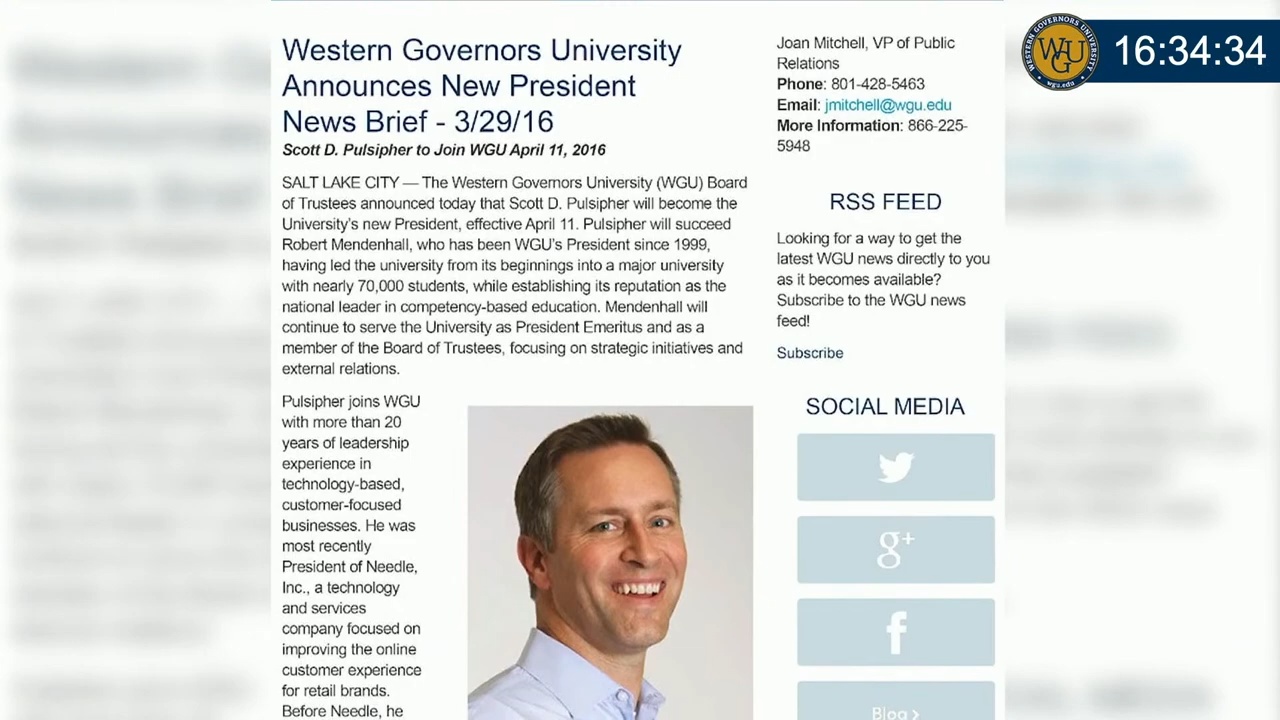 Western Governors University
Announces New President
News Brief - 3/29/16
Scott D. Pulsipher to Join WGU April 11, 2016
SALT LAKE CITY — The Western Governors University (WGU) Board
of Trustees announced today that Scott D. Pulsipher will become the
University's new President, effective April 11. Pulsipher will succeed
Robert Mendenhall, who has been WGU's President since 1999,
having led the university from its beginnings into a major university
with nearly 70,000 students, while establishing its reputation as the
national leader in competency-based education. Mendenhall will
continue to serve the University as President Emeritus and as a
member of the Board of Trustees, focusing on strategic initiatives and
external relations.
Pulsipher joins WGU
with more than 20
years of leadership
experience in
technology-based,
customer-focused
businesses. He was
most recently
President of Needle,
Inc., a technology
and services
company focused on
improving the online
customer experience
for retail brands.
Before Needle, he
Joan Mitchell, VP of Public
Relations
Phone: 801-428-5463
Email: jmitchell@wgu.edu
More Information: 866-225-
5948
RSS FEED
Looking for a way to get the
latest WGU news directly to you
as it becomes available?
Subscribe to the WGU news
feed!
Subscribe
SOCIAL MEDIA
g+
f
Blog >
WESTERN GOVERNORS UNIVERSITY
WGU
wgu.edu
16:34:34